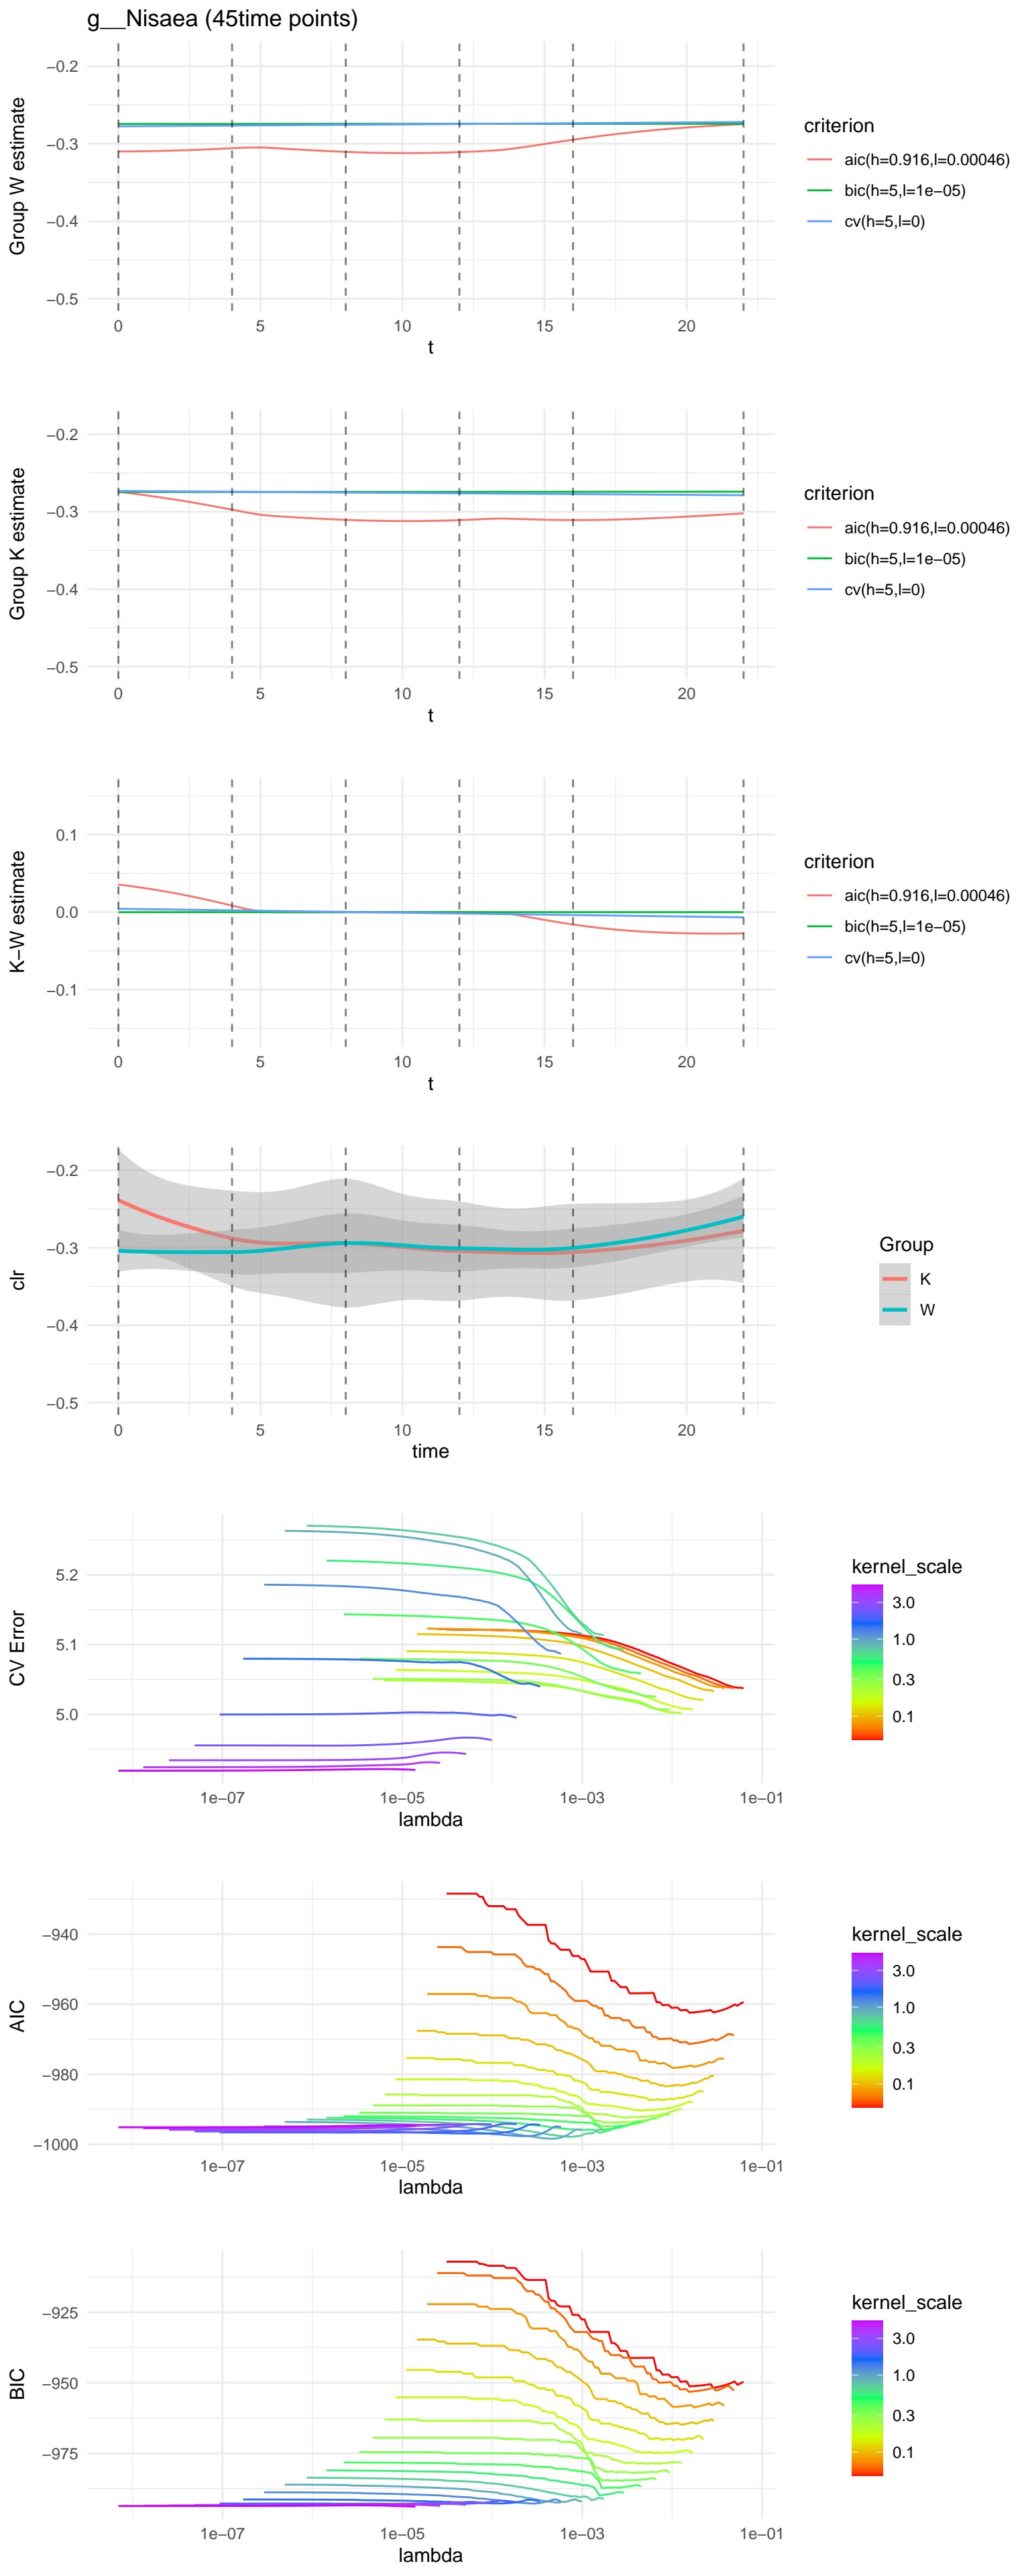 g__Nisaea (45time points)
Group W estimate
−0.2
−0.3
−0.4
−0.5
0 5 10 15 20
t
criterion
aic(h=0.916,l=0.00046)
bic(h=5,l=1e−05)
cv(h=5,l=0)
Group K estimate
−0.2
−0.3
−0.4
−0.5
0 5 10 15 20
t
criterion
aic(h=0.916,l=0.00046)
bic(h=5,l=1e−05)
cv(h=5,l=0)
K−W estimate
0.1
0.0
−0.1
0 5 10 15 20
t
criterion
aic(h=0.916,l=0.00046)
bic(h=5,l=1e−05)
cv(h=5,l=0)
clr
−0.2
−0.3
−0.4
−0.5
0 5 10 15 20
time
Group
K
W
CV Error
5.2
5.1
5.0
1e−07 1e−05 1e−03 1e−01
lambda
kernel_scale
3.0
1.0
0.3
0.1
AIC
−940
−960
−980
−1000
1e−07 1e−05 1e−03 1e−01
lambda
kernel_scale
3.0
1.0
0.3
0.1
BIC
−925
−950
−975
1e−07 1e−05 1e−03 1e−01
lambda
kernel_scale
3.0
1.0
0.3
0.1